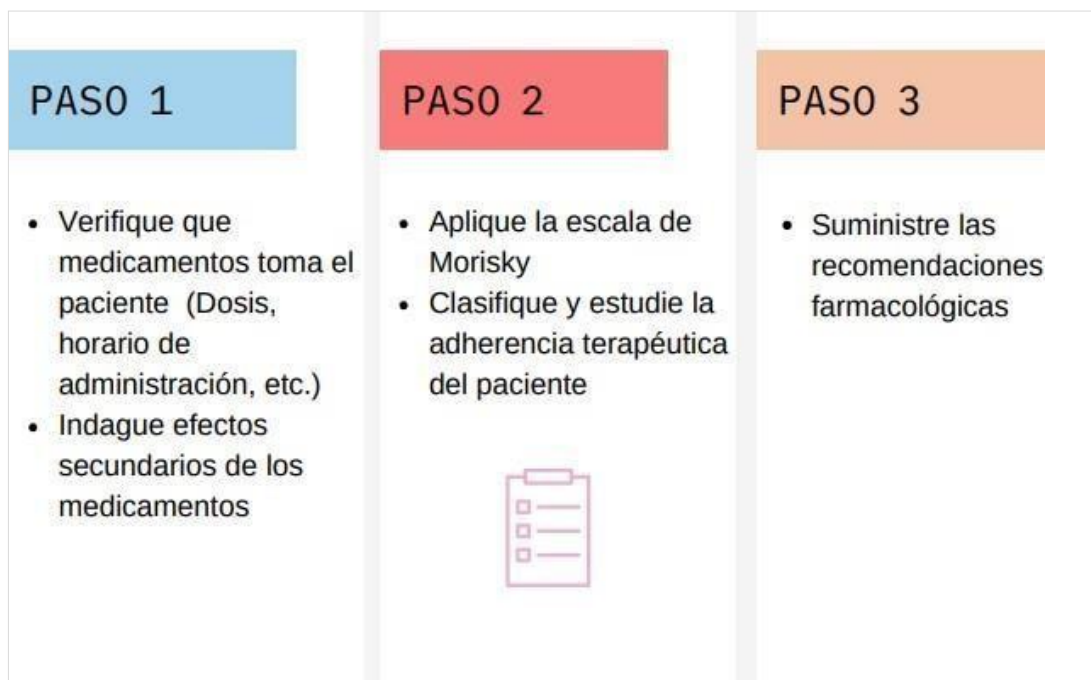 PASO 1
• Verifique que
medicamentos toma el
paciente (Dosis,
horario de
administración, etc.)
• Indague efectos
secundarios de los
medicamentos
PASO 2
• Aplique la escala de
Morisky
• Clasifique y estudie la
adherencia terapéutica
del paciente
PASO 3
• Suministre las
recomendaciones
farmacológicas